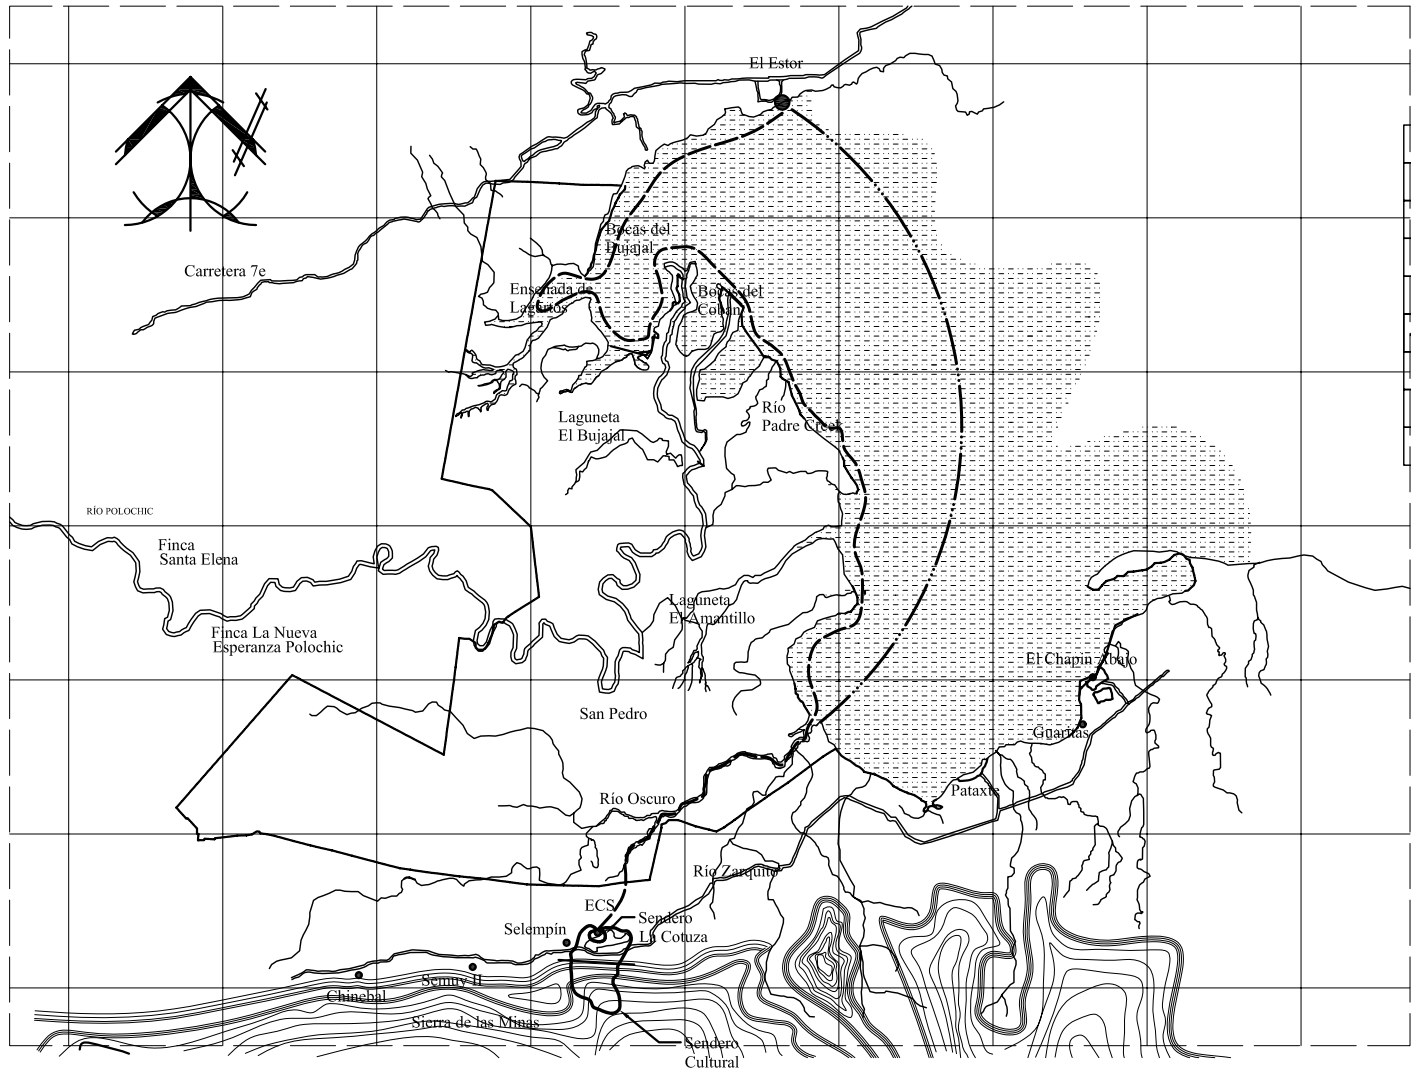 El Estor
Bocas del
Bujajal
Carretera 7e
Ensenada de
Lagartos
Bocas del
Cobán
Río
Padre Creek
Laguneta
El Bujajal
RÍO POLOCHIC
Finca
Santa Elena
Laguneta
El Amantillo
Finca La Nueva
Esperanza Polochic
El Chapin Abajo
San Pedro
Guaritas
Pataxte
Río Oscuro
Río Zarquito
ECS
Sendero
La Cotuza
Selempín
Semuy II
Chinebal
Sierra de las Minas
Sendero
Cultural